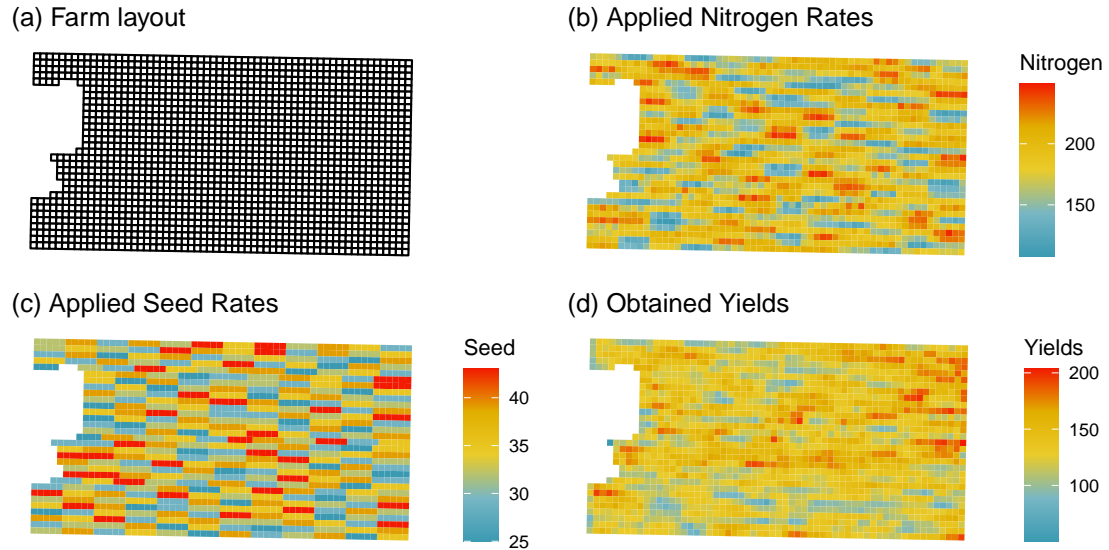 (a) Farm layout
(b) Applied Nitrogen Rates
Nitrogen
200
150
(c) Applied Seed Rates
Seed
40
35
30
25
(d) Obtained Yields
Yields
200
150
100